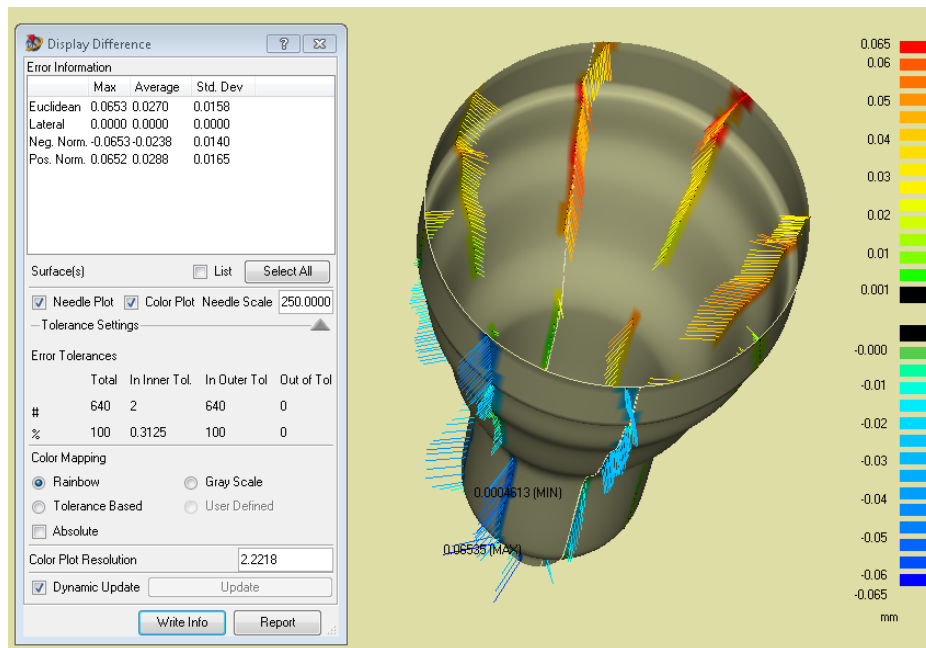 Display Difference
Error Information
Max Average Std. Dev
Euclidean 0.0653 0.0270 0.0158
Lateral 0.0000 0.0000 0.0000
Neg. Norm. -0.0653 -0.0238 0.0140
Pos. Norm. 0.0652 0.0288 0.0165
Surface(s) List Select All
Needle Plot Color Plot Needle Scale 250.0000
Tolerance Settings
Error Tolerances
Total In Inner Tol. In Outer Tol Out of Tol
# 640 2 640 0
% 100 0.3125 100 0
Color Mapping
Rainbow Gray Scale
Tolerance Based User Defined
Absolute
Color Plot Resolution 2.2218
Dynamic Update Update
Write Info Report
0.0004613 (MIN)
0.06535 (MAX)
0.065
0.06
0.05
0.04
0.03
0.02
0.01
0.001
-0.000
-0.01
-0.02
-0.03
-0.04
-0.05
-0.06
-0.065
mm